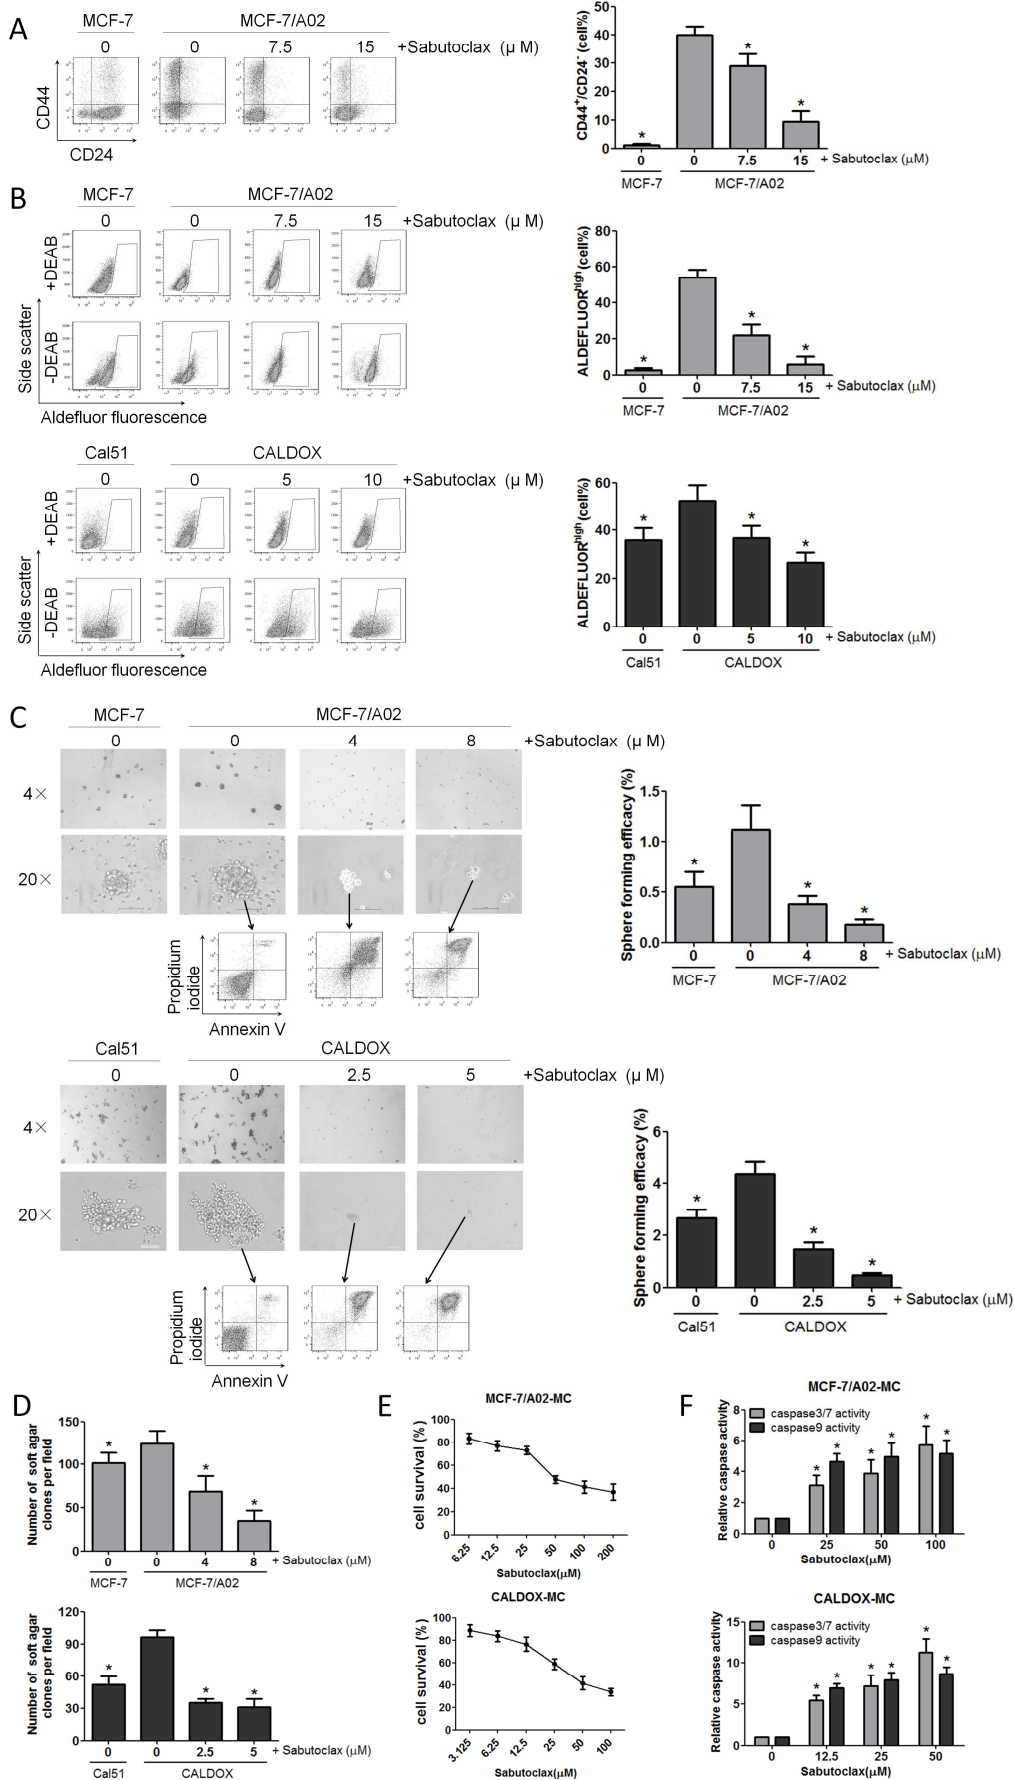 A
MCF-7 MCF-7/A02
0 0 7.5 15 +Sabutoclax (μ M)
CD44
CD24
CD44+/CD24- (cell%)
50
40
30
20
10
0
* * *
0 0 7.5 15 + Sabutoclax (μM)
MCF-7 MCF-7/A02
B
MCF-7 MCF-7/A02
0 0 7.5 15 +Sabutoclax (μ M)
+DEAB
-DEAB
Side scatter
Aldefluor fluorescence
ALDEFLUORhigh (cell%)
80
60
40
20
0
* * *
0 0 7.5 15 + Sabutoclax (μM)
MCF-7 MCF-7/A02
Cal51 CALDOX
0 0 5 10 +Sabutoclax (μ M)
+DEAB
-DEAB
Side scatter
Aldefluor fluorescence
ALDEFLUORhigh (cell%)
60
40
20
0
* * *
0 0 5 10 + Sabutoclax (μM)
Cal51 CALDOX
C
MCF-7 MCF-7/A02
0 0 4 8 +Sabutoclax (μ M)
4×
20×
Propidium
iodide
Annexin V
Sphere forming efficacy (%)
1.5
1.0
0.5
0.0
* * *
0 0 4 8 + Sabutoclax (μM)
MCF-7 MCF-7/A02
Cal51 CALDOX
0 0 2.5 5 +Sabutoclax (μ M)
4×
20×
Propidium
iodide
Annexin V
Sphere forming efficacy (%)
6
4
2
0
* * *
0 0 2.5 5 + Sabutoclax (μM)
Cal51 CALDOX
D
Number of soft agar
clones per field
150
100
50
0
* * *
0 0 4 8 + Sabutoclax (μM)
MCF-7 MCF-7/A02
Number of soft agar
clones per field
120
90
60
30
0
* * *
0 0 2.5 5 + Sabutoclax (μM)
Cal51 CALDOX
E
MCF-7/A02-MC
cell survival (%)
100
80
60
40
20
0
6.25 12.5 25 50 100 200
Sabutoclax(μM)
CALDOX-MC
cell survival (%)
100
80
60
40
20
0
3.125 6.25 12.5 25 50 100
Sabutoclax(μM)
F
MCF-7/A02-MC
caspase3/7 activity
caspase9 activity
Relative caspase activity
8
6
4
2
0
* * * * * *
0 25 50 100
Sabutoclax(μM)
CALDOX-MC
caspase3/7 activity
caspase9 activity
Relative caspase activity
15
10
5
0
* * * * * *
0 12.5 25 50
Sabutoclax(μM)